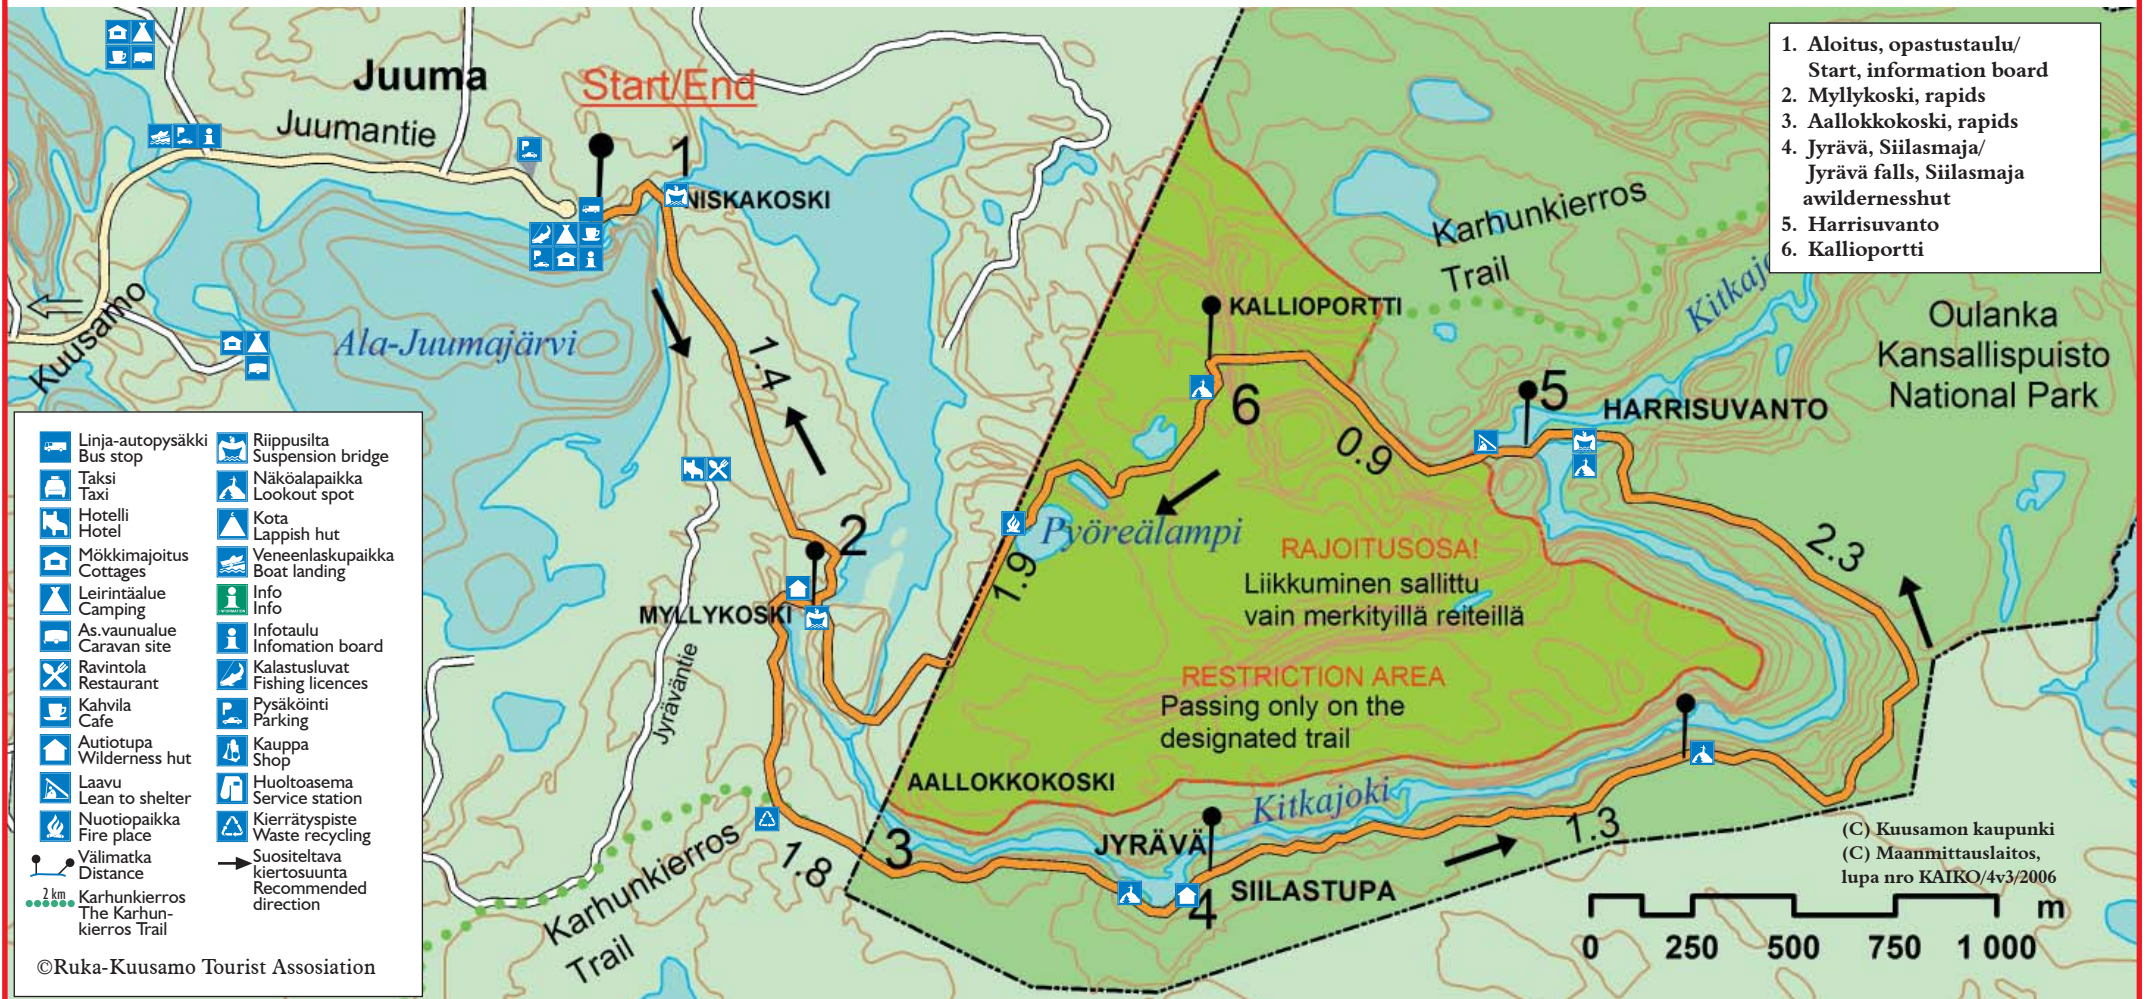 Juuma
Juumantie
Start/End
1
NISKAKOSKI
Kuusamo
Ala-Juumajärvi
1.4
2
MYLLYKOSKI
Jyräväntie
1.9
Pyöreälampi
KALLIOPORTTI
6
0.9
Karhunkierros
Trail
5
HARRISUVANTO
Oulanka
Kansallispuisto
National Park
2.3
RAJOITUSOSA!
Liikkuminen sallittu
vain merkityillä reiteillä
RESTRICTION AREA
Passing only on the
designated trail
AALLOKKOKOSKI
3
1.8
Karhunkierros
Trail
Kitkajoki
JYRÄVÄ
4
SIILASTUPA
1.3
1. Aloitus, opastustaulu/
Start, information board
2. Myllykoski, rapids
3. Aallokkokoski, rapids
4. Jyrävä, Siilasmaja/
Jyrävä falls, Siilasmaja
awildernesshut
5. Harrisuvanto
6. Kallioportti
Linja-autopysäkki
Bus stop
Taksi
Taxi
Hotelli
Hotel
Mökkimajoitus
Cottages
Leirintäalue
Camping
As.vaunualue
Caravan site
Ravintola
Restaurant
Kahvila
Cafe
Autiotupa
Wilderness hut
Laavu
Lean to shelter
Nuotiopaikka
Fire place
Välimatka
Distance
2 km
Karhunkierros
The Karhun-
kierros Trail
Riippusilta
Suspension bridge
Näköalapaikka
Lookout spot
Kota
Lappish hut
Veneenlaskupaikka
Boat landing
Info
Info
Infotaulu
Infomation board
Kalastusluvat
Fishing licences
Pysäköinti
Parking
Kauppa
Shop
Huoltoasema
Service station
Kierrätyspiste
Waste recycling
Suositeltava
kiertosuunta
Recommended
direction
©Ruka-Kuusamo Tourist Assosiation
(C) Kuusamon kaupunki
(C) Maanmittauslaitos,
lupa nro KAIKO/4v3/2006
m
0 250 500 750 1 000